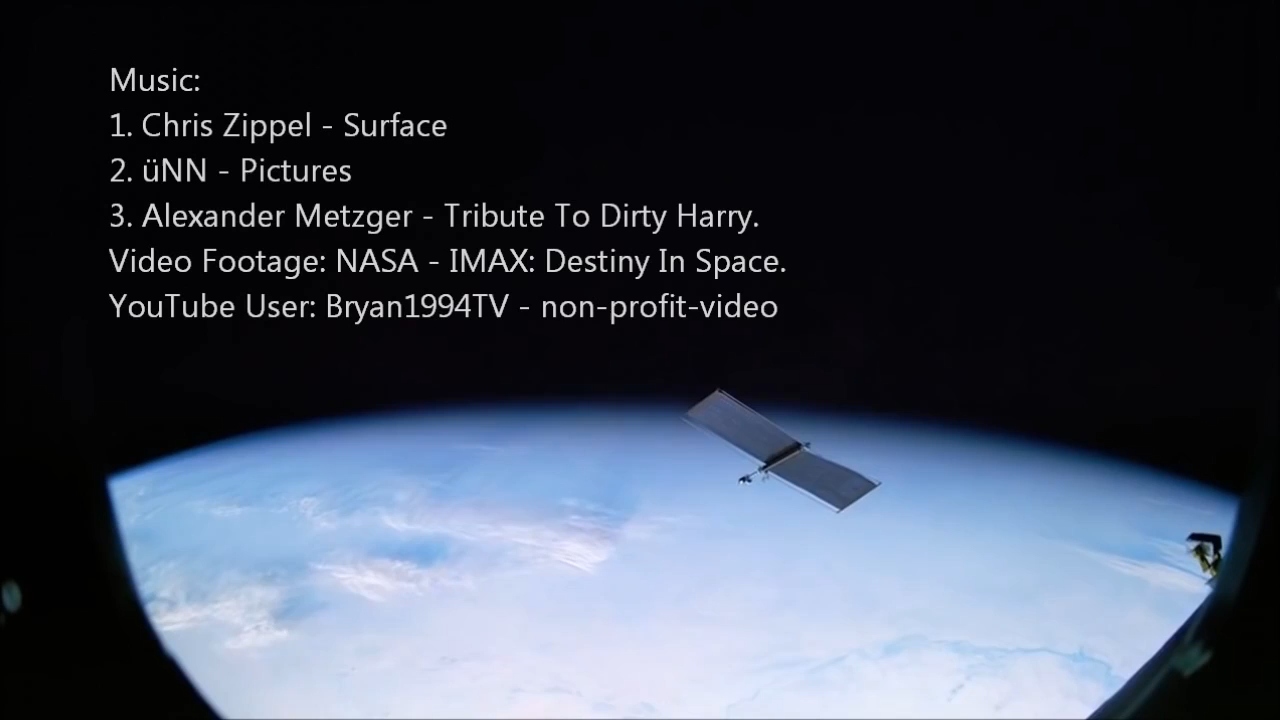 Music:
1. Chris Zippel - Surface
2. üNN - Pictures
3. Alexander Metzger - Tribute To Dirty Harry.
Video Footage: NASA - IMAX: Destiny In Space.
YouTube User: Bryan1994TV - non-profit-video